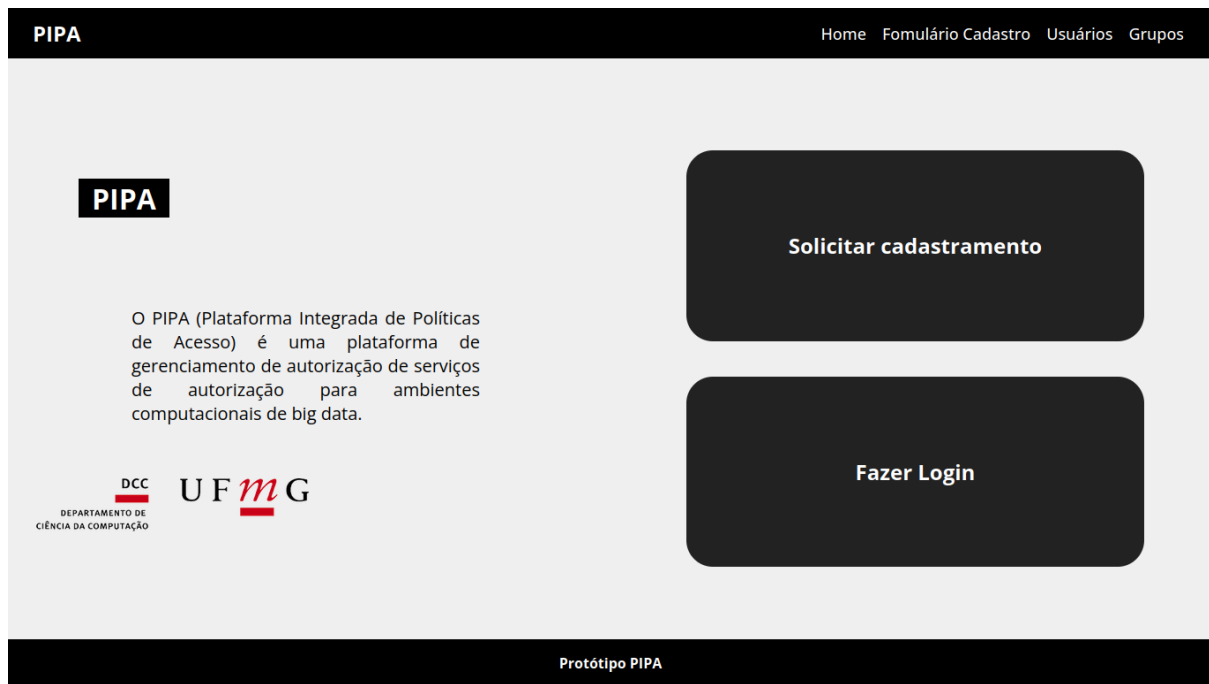 PIPA
Home Fomulário Cadastro Usuários Grupos
PIPA
O PIPA (Plataforma Integrada de Políticas
de Acesso) é uma plataforma de
gerenciamento de autorização de serviços
de autorização para ambientes
computacionais de big data.
DCC
DEPARTAMENTO DE
CIÊNCIA DA COMPUTAÇÃO
UFmG
Solicitar cadastramento
Fazer Login
Protótipo PIPA